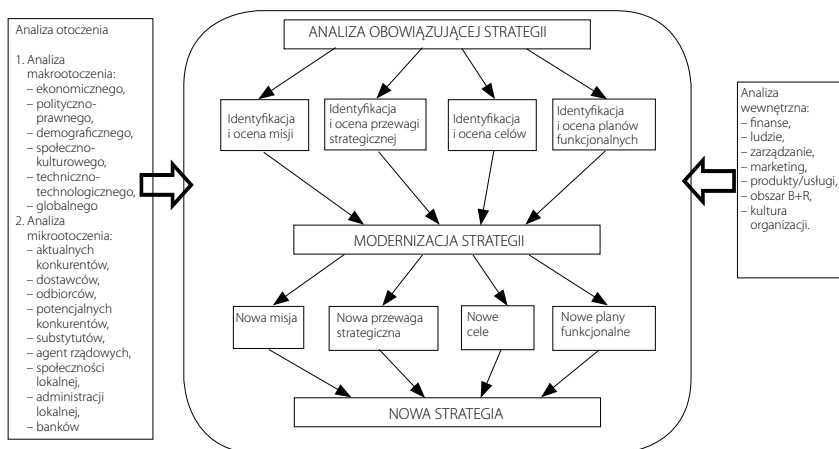 Analiza otoczenia
1. Analiza
makrootoczenia:
– ekonomicznego,
– polityczno-
prawnego,
– demograficznego,
– społeczno-
kulturowego,
– techniczno-
technologicznego,
– globalnego
2. Analiza
mikrootoczenia:
– aktualnych
konkurentów,
– dostawców,
– odbiorców,
– potencjalnych
konkurentów,
– substytutów,
– agent rządowych,
– społeczności
lokalnej,
– administracji
lokalnej,
– banków
ANALIZA OBOWIĄZUJĄCEJ STRATEGII
Identyfikacja
i ocena misji
Identyfikacja
i ocena przewagi
strategicznej
Identyfikacja
i ocena celów
Identyfikacja
i ocena planów
funkcjonalnych
MODERNIZACJA STRATEGII
Nowa misja
Nowa przewaga
strategiczna
Nowe
cele
Nowe plany
funkcjonalne
NOWA STRATEGIA
Analiza
wewnętrzna:
– finanse,
– ludzie,
– zarządzanie,
– marketing,
– produkty/usługi,
– obszar B+R,
– kultura
organizacji.